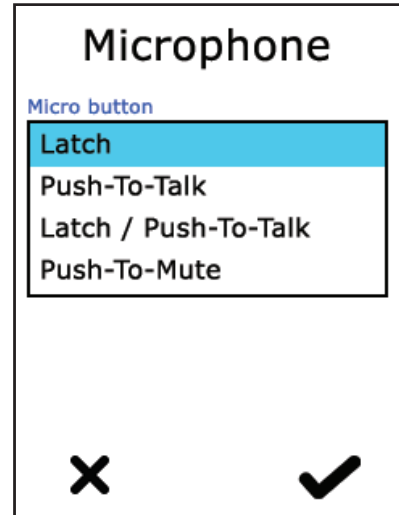 Microphone
Micro button
Latch
Push-To-Talk
Latch / Push-To-Talk
Push-To-Mute